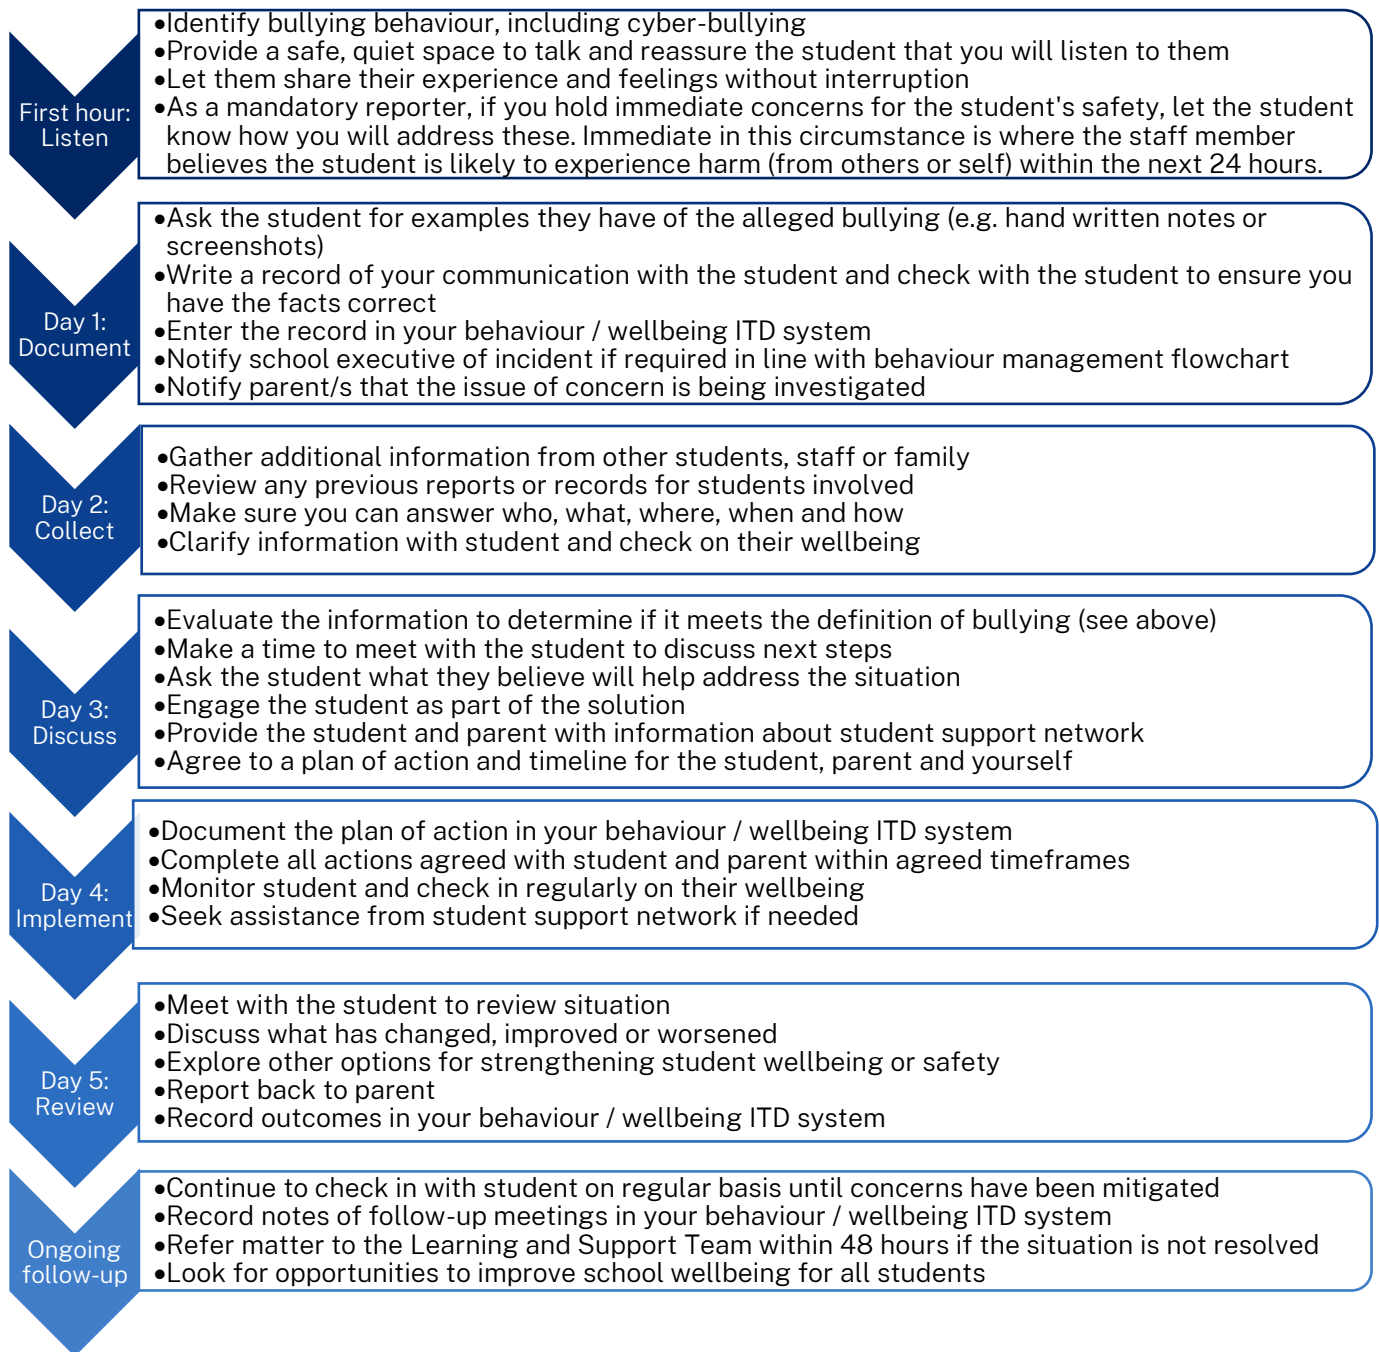 First hour:
Listen
•Identify bullying behaviour, including cyber-bullying
•Provide a safe, quiet space to talk and reassure the student that you will listen to them
•Let them share their experience and feelings without interruption
•As a mandatory reporter, if you hold immediate concerns for the student's safety, let the student
know how you will address these. Immediate in this circumstance is where the staff member
believes the student is likely to experience harm (from others or self) within the next 24 hours.
Day 1:
Document
•Ask the student for examples they have of the alleged bullying (e.g. hand written notes or
screenshots)
•Write a record of your communication with the student and check with the student to ensure you
have the facts correct
•Enter the record in your behaviour / wellbeing ITD system
•Notify school executive of incident if required in line with behaviour management flowchart
•Notify parent/s that the issue of concern is being investigated
Day 2:
Collect
•Gather additional information from other students, staff or family
•Review any previous reports or records for students involved
•Make sure you can answer who, what, where, when and how
•Clarify information with student and check on their wellbeing
Day 3:
Discuss
•Evaluate the information to determine if it meets the definition of bullying (see above)
•Make a time to meet with the student to discuss next steps
•Ask the student what they believe will help address the situation
•Engage the student as part of the solution
•Provide the student and parent with information about student support network
•Agree to a plan of action and timeline for the student, parent and yourself
Day 4:
Implement
•Document the plan of action in your behaviour / wellbeing ITD system
•Complete all actions agreed with student and parent within agreed timeframes
•Monitor student and check in regularly on their wellbeing
•Seek assistance from student support network if needed
Day 5:
Review
•Meet with the student to review situation
•Discuss what has changed, improved or worsened
•Explore other options for strengthening student wellbeing or safety
•Report back to parent
•Record outcomes in your behaviour / wellbeing ITD system
Ongoing
follow-up
•Continue to check in with student on regular basis until concerns have been mitigated
•Record notes of follow-up meetings in your behaviour / wellbeing ITD system
•Refer matter to the Learning and Support Team within 48 hours if the situation is not resolved
•Look for opportunities to improve school wellbeing for all students